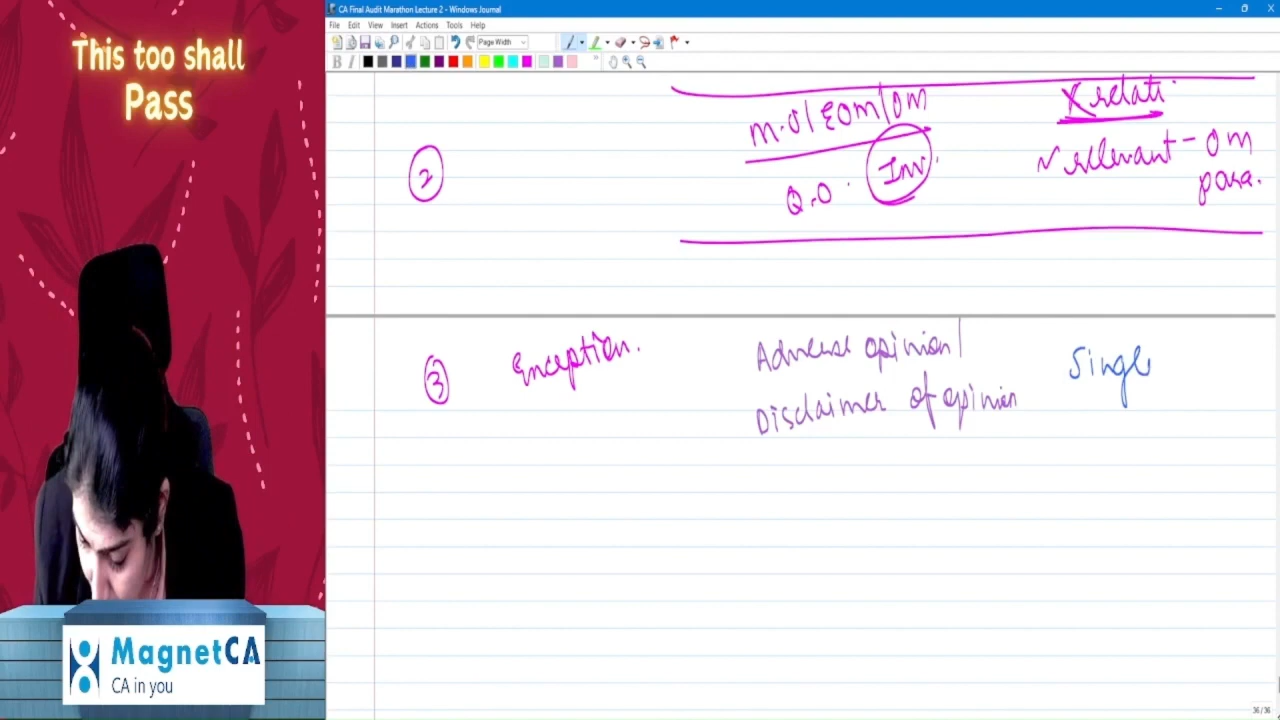 This too shall
Pass
CA Final Audit Marathon Lecture 2 - Windows Journal
File Edit View Insert Actions Tools Help
Page Width
B I
m.o/EOM/OM
X relati.
Q.O. Inv.
✓ relevant - OM
para.
2
3 Exception.
Adverse opinion/
Disclaimer of opinion
Single
MagnetCA
CA in you
36/36